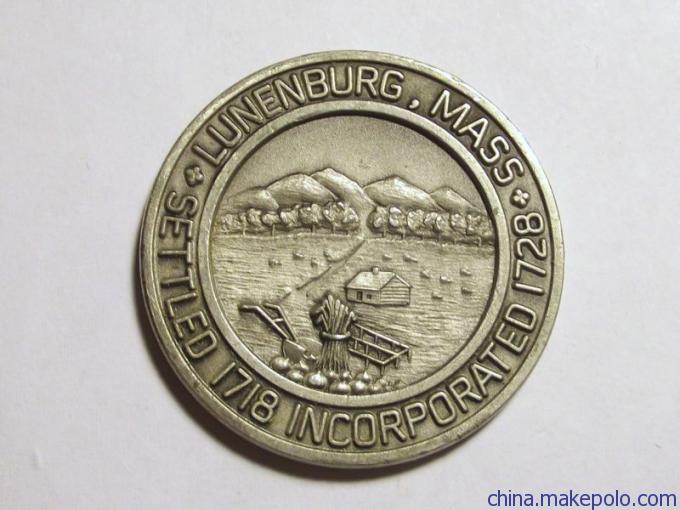 LUNENBURG, MASS
SETTLED 1718 INCORPORATED 1728
china.makepolo.com